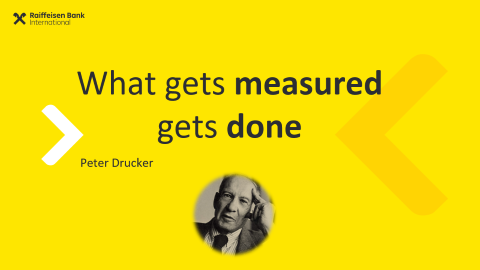 Raiffeisen Bank
International
What gets measured
gets done
Peter Drucker